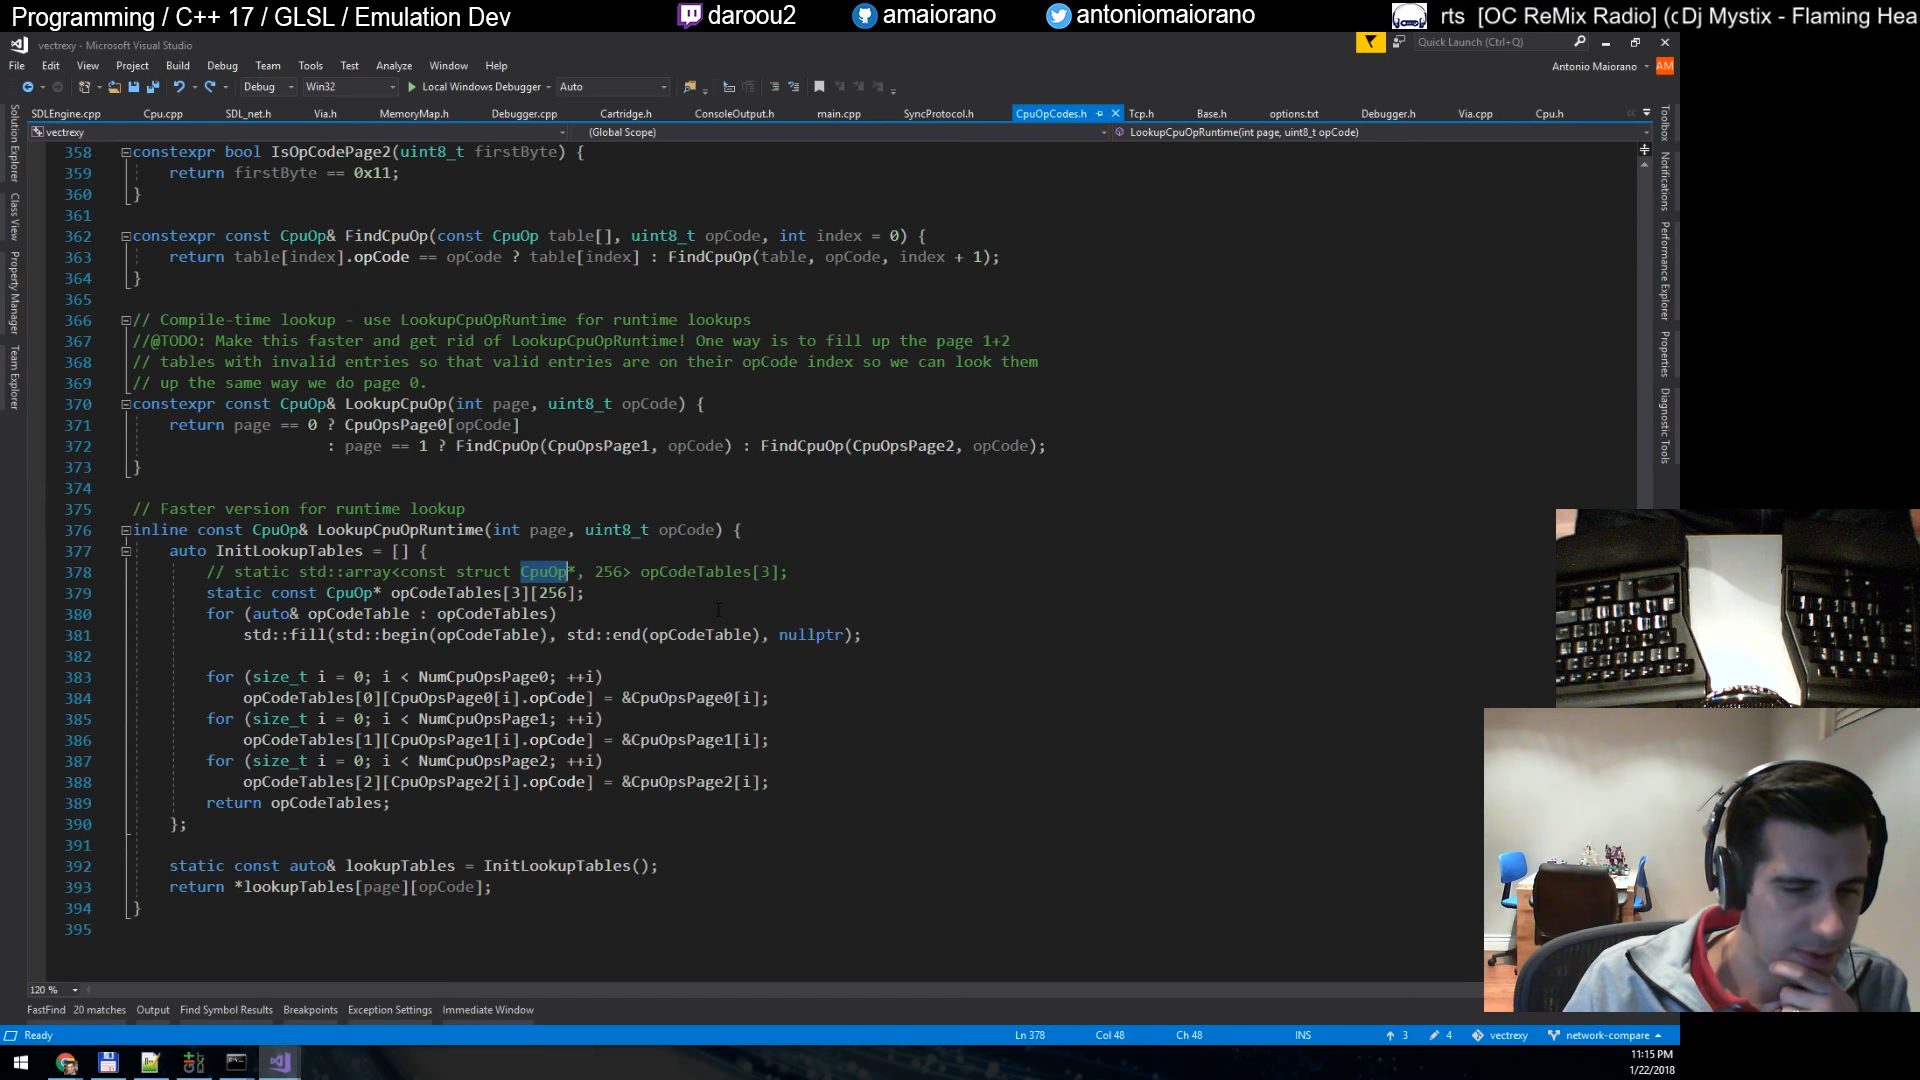 Programming / C++ 17 / GLSL / Emulation Dev
daroou2
amaiorano
antoniomaiorano
rts [OC ReMix Radio] (c
Dj Mystix - Flaming Hea
vectrexy - Microsoft Visual Studio
Quick Launch (Ctrl+Q)
File Edit View Project Build Debug Team Tools Test Analyze Window Help
Antonio Maiorano
AM
Debug Win32 Local Windows Debugger Auto
SDLEngine.cpp Cpu.cpp SDL_net.h Via.h MemoryMap.h Debugger.cpp Cartridge.h ConsoleOutput.h main.cpp SyncProtocol.h CpuOpCodes.h Tcp.h Base.h options.txt Debugger.h Via.cpp Cpu.h
vectrexy (Global Scope) LookupCpuOpRuntime(int page, uint8_t opCode)
Solution Explorer
Class View
Property Manager
Team Explorer
358 constexpr bool IsOpCodePage2(uint8_t firstByte) {
359 return firstByte == 0x11;
360 }
361
362 constexpr const CpuOp& FindCpuOp(const CpuOp table[], uint8_t opCode, int index = 0) {
363 return table[index].opCode == opCode ? table[index] : FindCpuOp(table, opCode, index + 1);
364 }
365
366 // Compile-time lookup - use LookupCpuOpRuntime for runtime lookups
367 //@TODO: Make this faster and get rid of LookupCpuOpRuntime! One way is to fill up the page 1+2
368 // tables with invalid entries so that valid entries are on their opCode index so we can look them
369 // up the same way we do page 0.
370 constexpr const CpuOp& LookupCpuOp(int page, uint8_t opCode) {
371 return page == 0 ? CpuOpsPage0[opCode]
372 : page == 1 ? FindCpuOp(CpuOpsPage1, opCode) : FindCpuOp(CpuOpsPage2, opCode);
373 }
374
375 // Faster version for runtime lookup
376 inline const CpuOp& LookupCpuOpRuntime(int page, uint8_t opCode) {
377 auto InitLookupTables = [] {
378 // static std::array<const struct CpuOp*, 256> opCodeTables[3];
379 static const CpuOp* opCodeTables[3][256];
380 for (auto& opCodeTable : opCodeTables)
381 std::fill(std::begin(opCodeTable), std::end(opCodeTable), nullptr);
382
383 for (size_t i = 0; i < NumCpuOpsPage0; ++i)
384 opCodeTables[0][CpuOpsPage0[i].opCode] = &CpuOpsPage0[i];
385 for (size_t i = 0; i < NumCpuOpsPage1; ++i)
386 opCodeTables[1][CpuOpsPage1[i].opCode] = &CpuOpsPage1[i];
387 for (size_t i = 0; i < NumCpuOpsPage2; ++i)
388 opCodeTables[2][CpuOpsPage2[i].opCode] = &CpuOpsPage2[i];
389 return opCodeTables;
390 };
391
392 static const auto& lookupTables = InitLookupTables();
393 return *lookupTables[page][opCode];
394 }
395
Toolbox
Notifications
Performance Explorer
Properties
Diagnostic Tools
120 %
FastFind 20 matches Output Find Symbol Results Breakpoints Exception Settings Immediate Window
Ready Ln 378 Col 48 Ch 48 INS 3 4 vectrexy network-compare
11:15 PM
1/22/2018